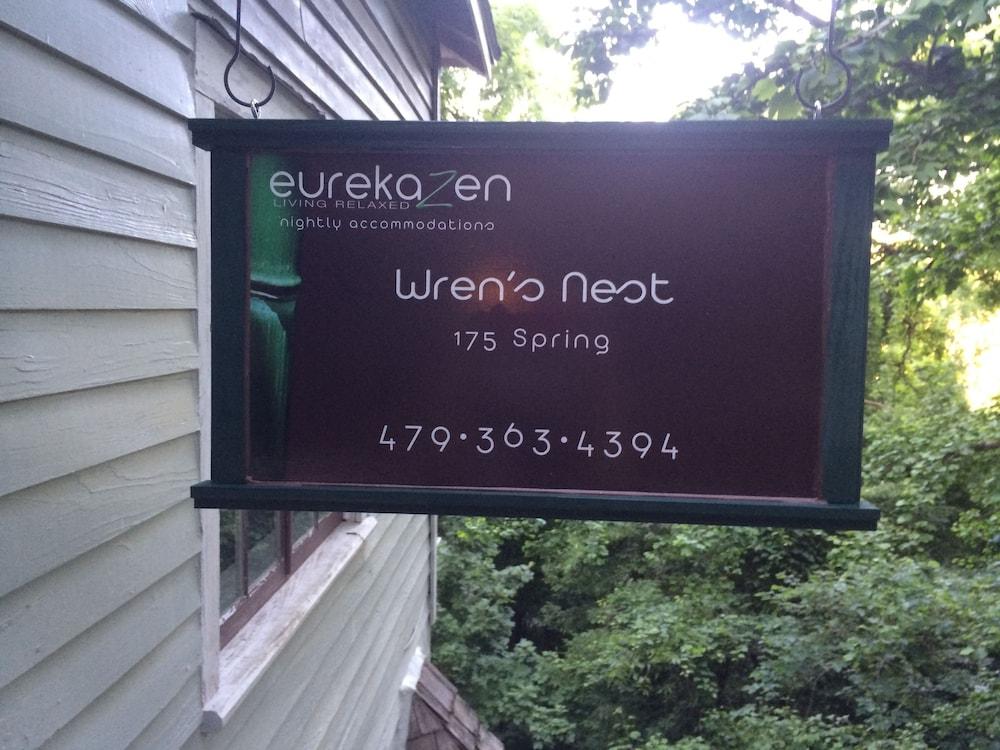 eurekazen
LIVING RELAXED
nightly accommodations
Wren's Nest
175 Spring
479·363·4394